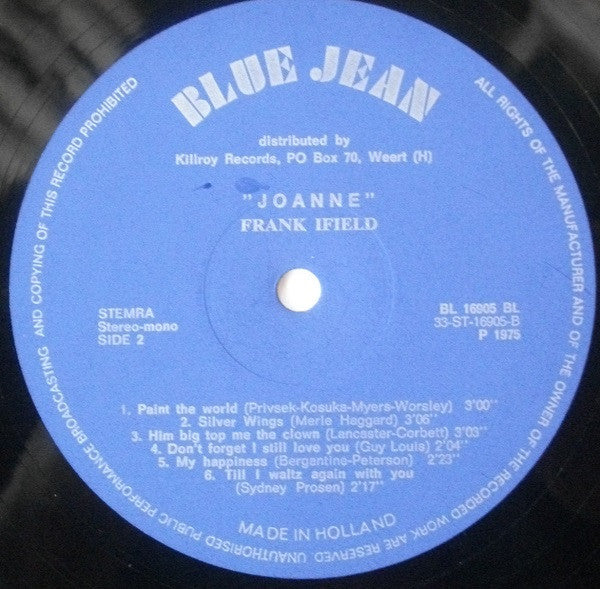 BLUE JEAN
distributed by
Killroy Records, PO Box 70, Weert (H)
"JOANNE"
FRANK IFIELD
STEMRA
Stereo-mono
SIDE 2
BL 16905 BL
33-ST-16905-B
P 1975
1. Paint the world (Privsek-Kosuka-Myers-Worsley) 3'00''
2. Silver Wings (Merle Haggard) 3'06''
3. Him big top me the clown (Lancaster-Corbett) 3'03''
4. Don't forget I still love you (Guy Louis) 2'04''
5. My happiness (Bergantine-Peterson) 2'23''
6. Till I waltz again with you
(Sydney Prosen) 2'17''
MADE IN HOLLAND
ALL RIGHTS OF THE MANUFACTURER AND OF THE OWNER OF THE RECORDED WORK ARE RESERVED. UNAUTHORISED PUBLIC PERFORMANCE BROADCASTING AND COPYING OF THIS RECORD PROHIBITED